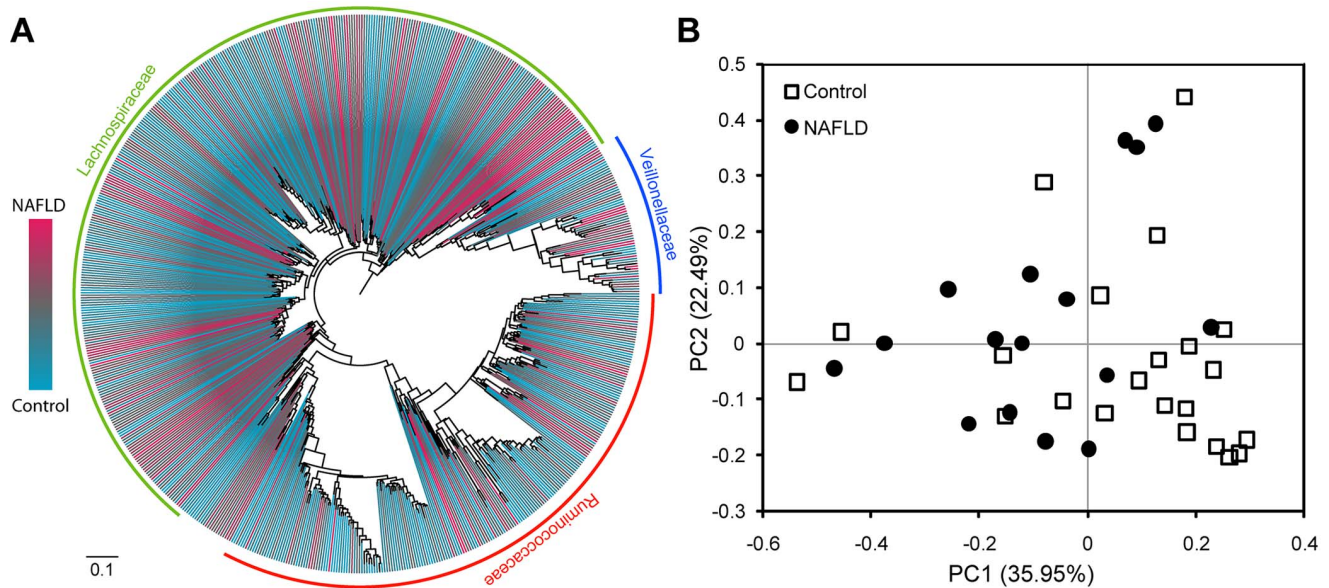 A
Lachnospiraceae
Veillonellaceae
Ruminococcaceae
NAFLD
Control
0.1
B
Control
NAFLD
PC2 (22.49%)
0.5
0.4
0.3
0.2
0.1
0
-0.1
-0.2
-0.3
-0.6
-0.4
-0.2
0
0.2
0.4
PC1 (35.95%)